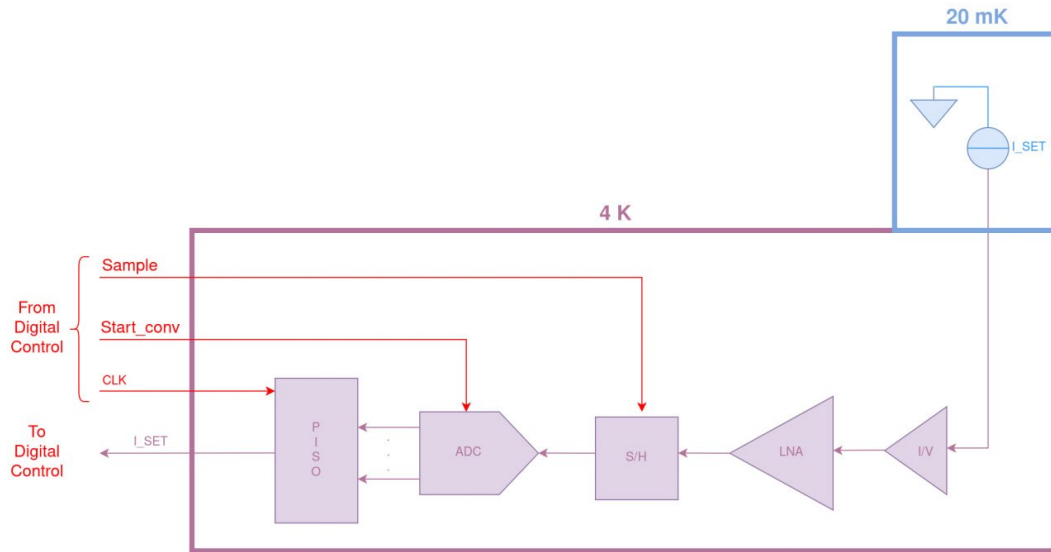 20 mK
I_SET
4 K
Sample
From
Digital
Control
Start_conv
CLK
To
Digital
Control
I_SET
P
I
S
O
ADC
S/H
LNA
I/V